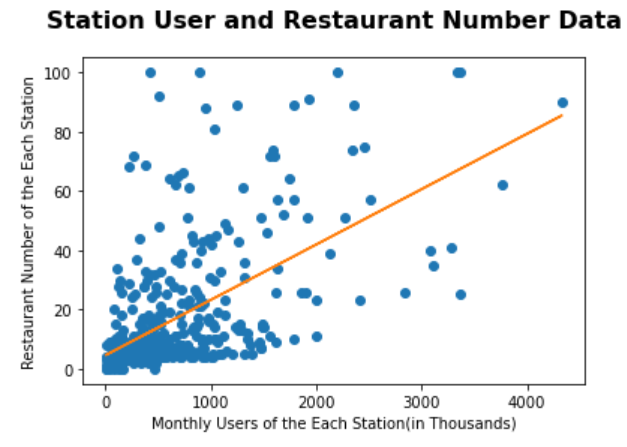 Station User and Restaurant Number Data
Restaurant Number of the Each Station
100
80
60
40
20
0
0 1000 2000 3000 4000
Monthly Users of the Each Station(in Thousands)